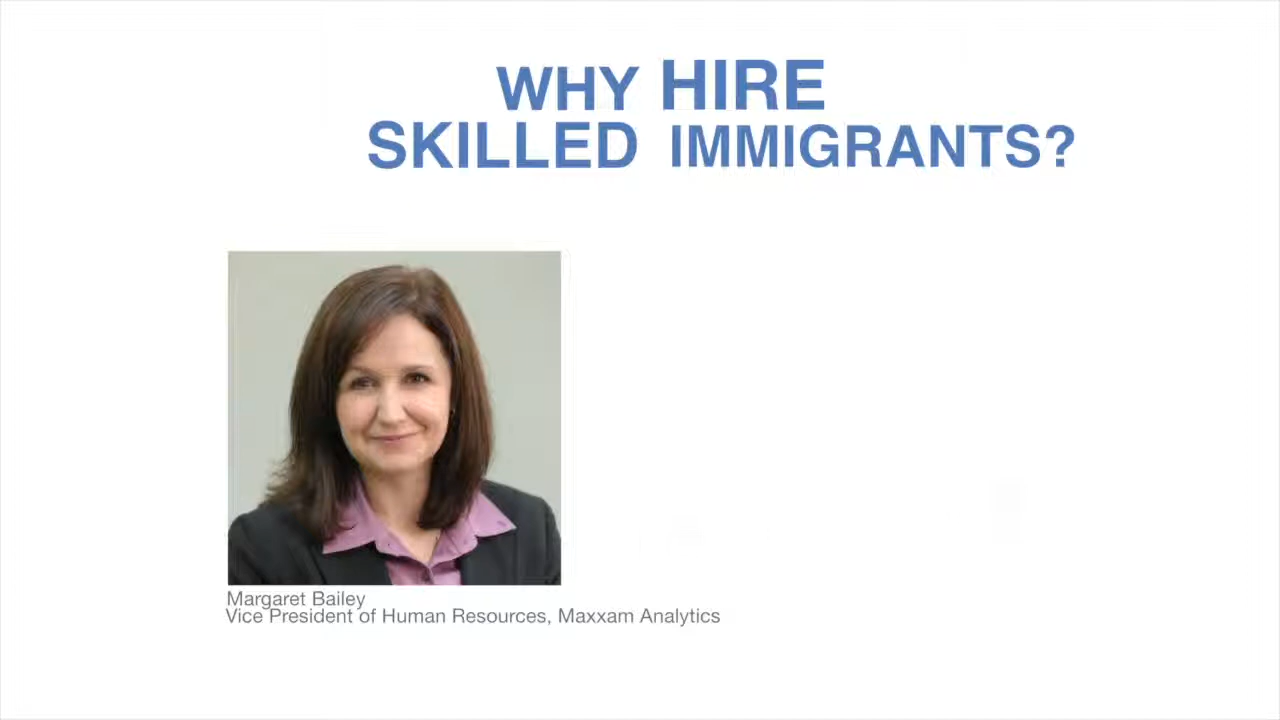 WHY HIRE
SKILLED IMMIGRANTS?
Margaret Bailey
Vice President of Human Resources, Maxxam Analytics